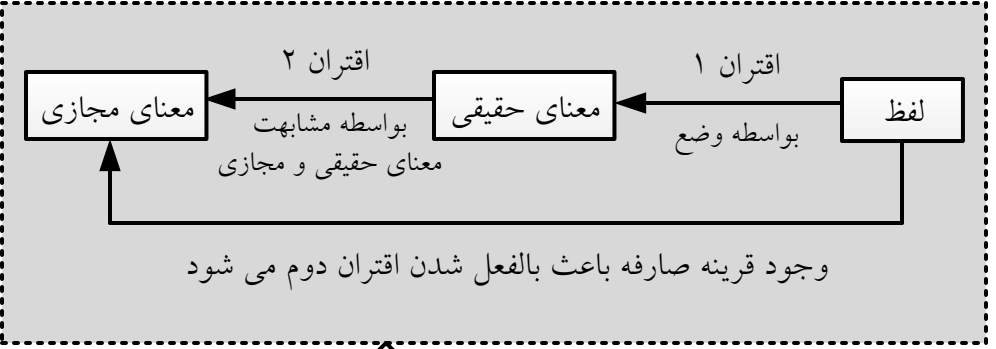 اقتران ۱
اقتران ۲
لفظ
معنای حقیقی
معنای مجازی
بواسطه وضع
بواسطه مشابهت
معنای حقیقی و مجازی
وجود قرینه صارفه باعث بالفعل شدن اقتران دوم می شود